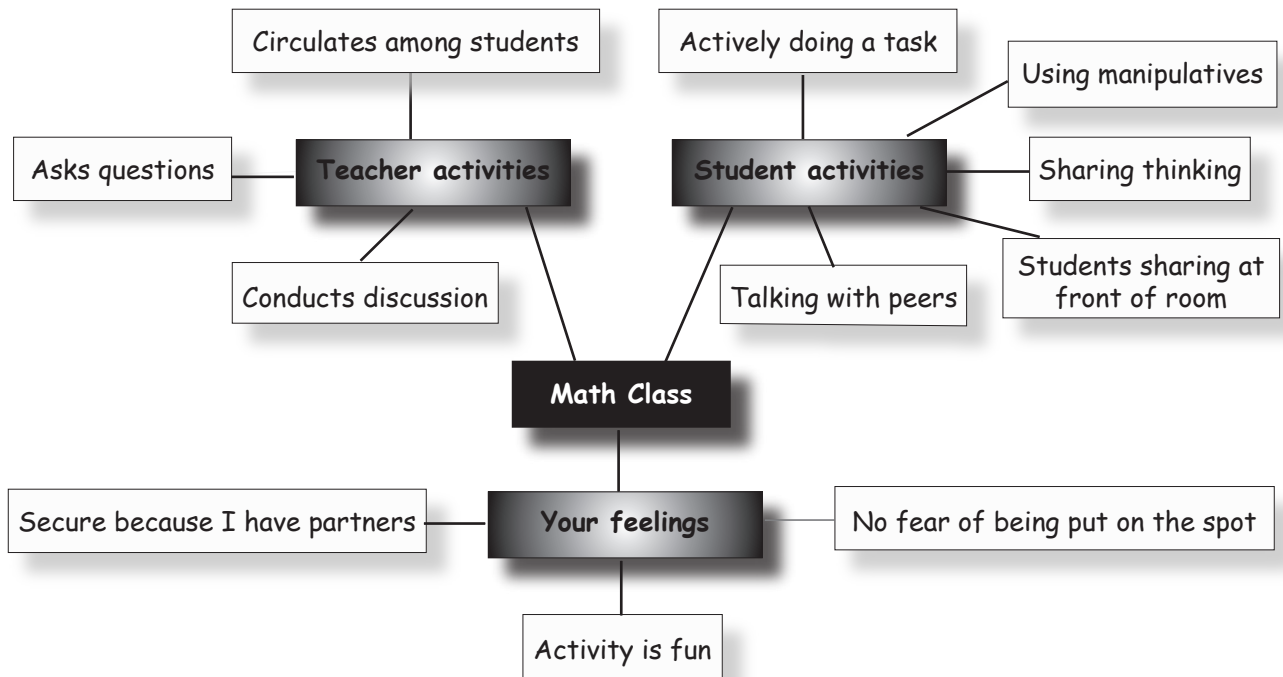 Circulates among students
Actively doing a task
Using manipulatives
Asks questions
Teacher activities
Student activities
Sharing thinking
Conducts discussion
Talking with peers
Students sharing at
front of room
Math Class
Secure because I have partners
Your feelings
No fear of being put on the spot
Activity is fun